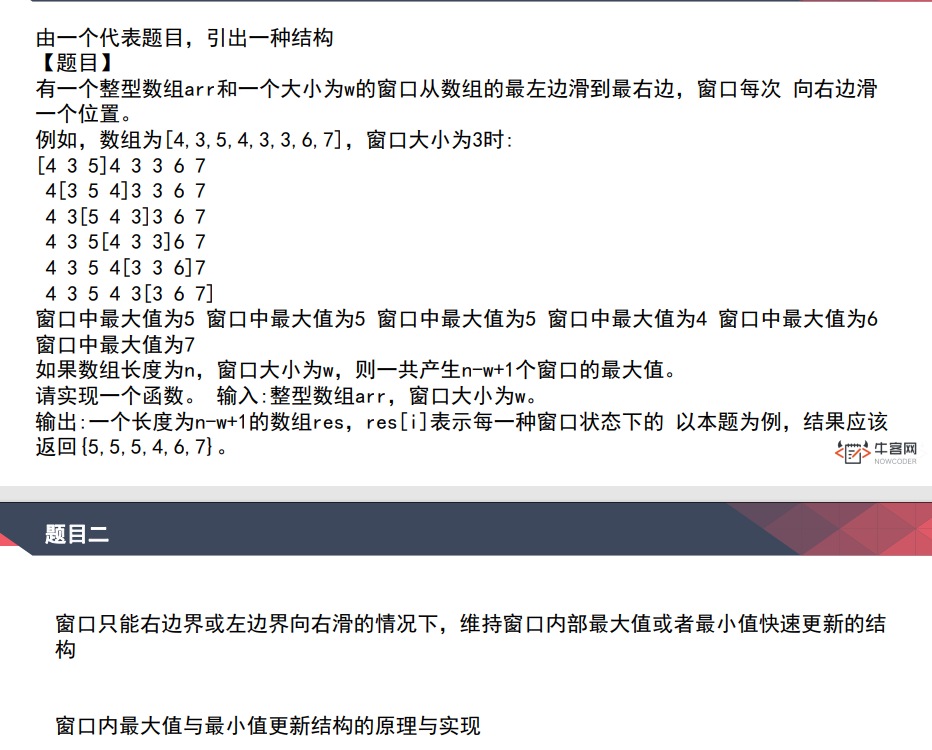 由一个代表题目，引出一种结构
【题目】
有一个整型数组arr和一个大小为w的窗口从数组的最左边滑到最右边，窗口每次 向右边滑
一个位置。
例如，数组为[4,3,5,4,3,3,6,7]，窗口大小为3时:
[4 3 5]4 3 3 6 7
4[3 5 4]3 3 6 7
4 3[5 4 3]3 6 7
4 3 5[4 3 3]6 7
4 3 5 4[3 3 6]7
4 3 5 4 3[3 6 7]
窗口中最大值为5 窗口中最大值为5 窗口中最大值为5 窗口中最大值为4 窗口中最大值为6
窗口中最大值为7
如果数组长度为n，窗口大小为w，则一共产生n-w+1个窗口的最大值。
请实现一个函数。 输入:整型数组arr，窗口大小为w。
输出:一个长度为n-w+1的数组res，res[i]表示每一种窗口状态下的 以本题为例，结果应该
返回{5,5,5,4,6,7}。
牛客网
NOWCODER
题目二
窗口只能右边界或左边界向右滑的情况下，维持窗口内部最大值或者最小值快速更新的结
构
窗口内最大值与最小值更新结构的原理与实现